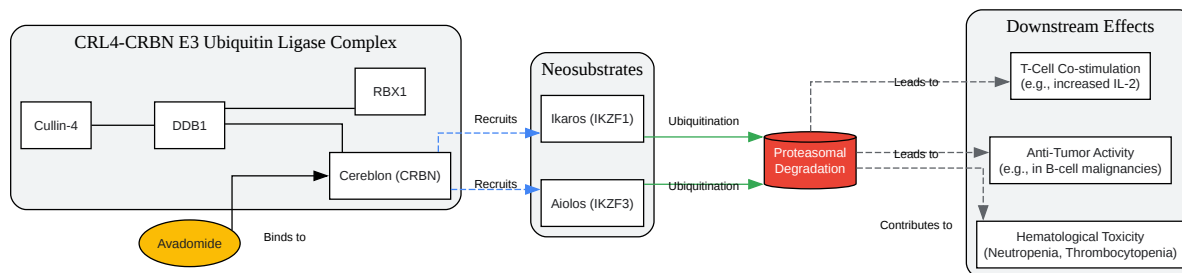 CRL4-CRBN E3 Ubiquitin Ligase Complex
Cullin-4
DDB1
RBX1
Cereblon (CRBN)
Avadomide
Binds to
Recruits
Recruits
Neosubstrates
Ikaros (IKZF1)
Aiolos (IKZF3)
Ubiquitination
Ubiquitination
Proteasomal
Degradation
Leads to
Leads to
Contributes to
Downstream Effects
T-Cell Co-stimulation
(e.g., increased IL-2)
Anti-Tumor Activity
(e.g., in B-cell malignancies)
Hematological Toxicity
(Neutropenia, Thrombocytopenia)